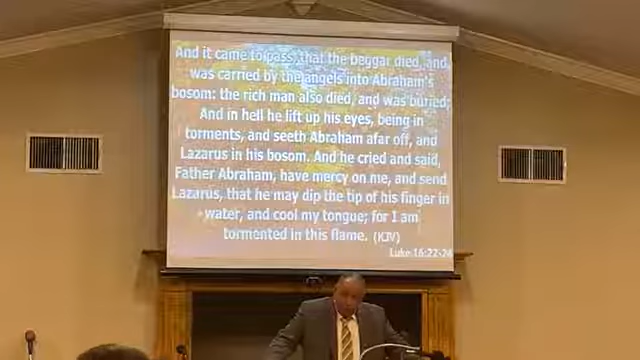 And it came to pass, that the beggar died, and
was carried by the angels into Abraham's
bosom: the rich man also died, and was buried;
And in hell he lift up his eyes, being in
torments, and seeth Abraham afar off, and
Lazarus in his bosom. And he cried and said,
Father Abraham, have mercy on me, and send
Lazarus, that he may dip the tip of his finger in
water, and cool my tongue; for I am
tormented in this flame. (KJV)
Luke 16:22-24